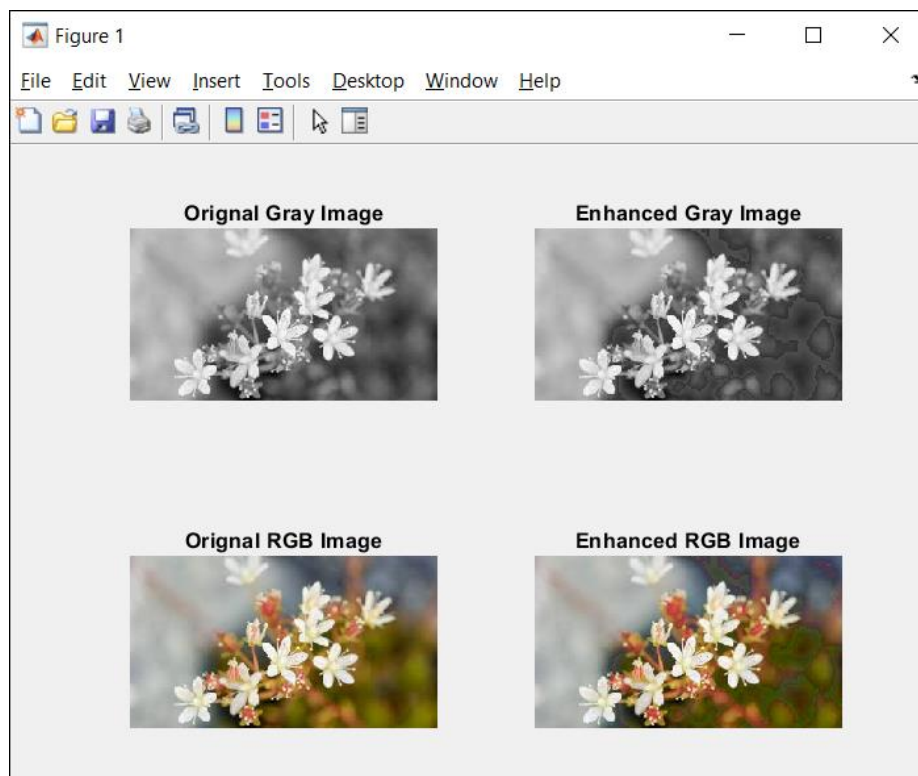 Figure 1
File Edit View Insert Tools Desktop Window Help
Orignal Gray Image
Enhanced Gray Image
Orignal RGB Image
Enhanced RGB Image